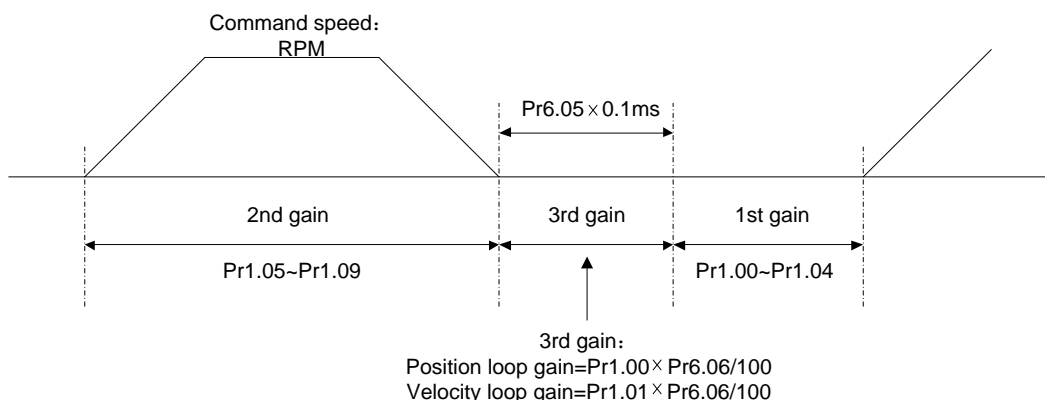 Command speed：
RPM
Pr6.05×0.1ms
2nd gain
3rd gain
1st gain
Pr1.05~Pr1.09
Pr1.00~Pr1.04
3rd gain：
Position loop gain=Pr1.00×Pr6.06/100
Velocity loop gain=Pr1.01×Pr6.06/100